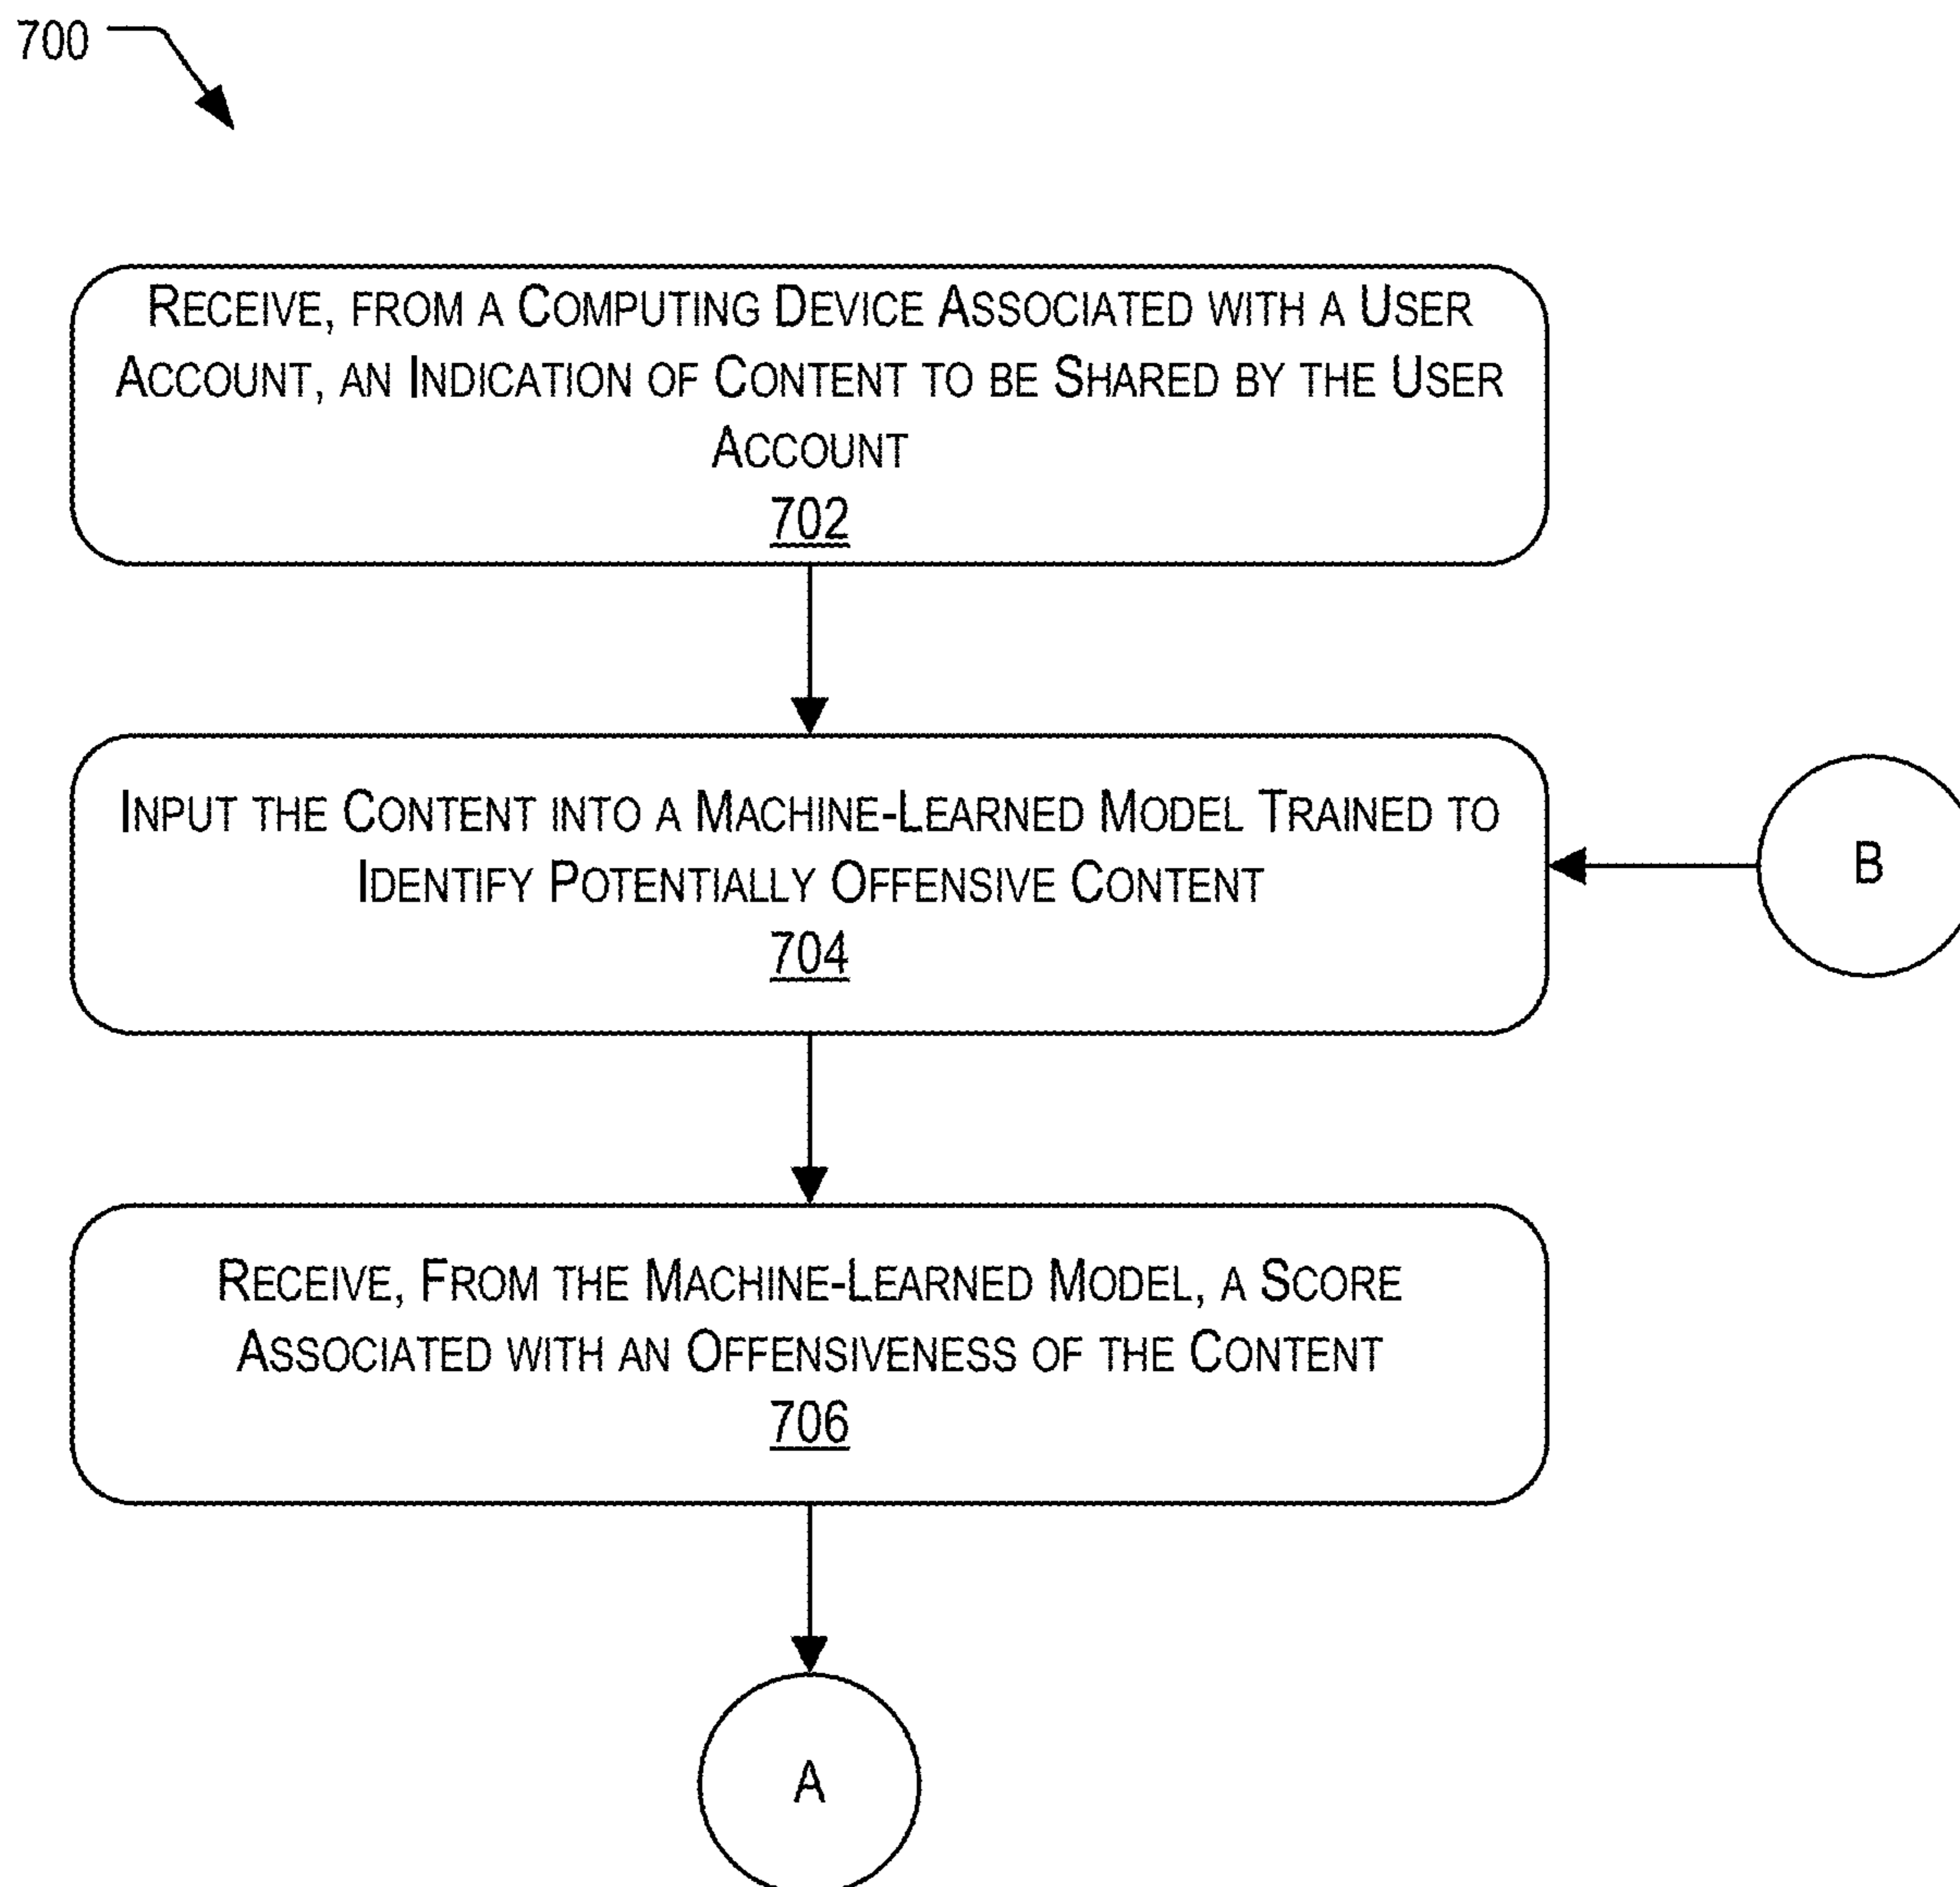 700
RECEIVE, FROM A COMPUTING DEVICE ASSOCIATED WITH A USER
ACCOUNT, AN INDICATION OF CONTENT TO BE SHARED BY THE USER
ACCOUNT
702
INPUT THE CONTENT INTO A MACHINE-LEARNED MODEL TRAINED TO
IDENTIFY POTENTIALLY OFFENSIVE CONTENT
704
B
RECEIVE, FROM THE MACHINE-LEARNED MODEL, A SCORE
ASSOCIATED WITH AN OFFENSIVENESS OF THE CONTENT
706
A